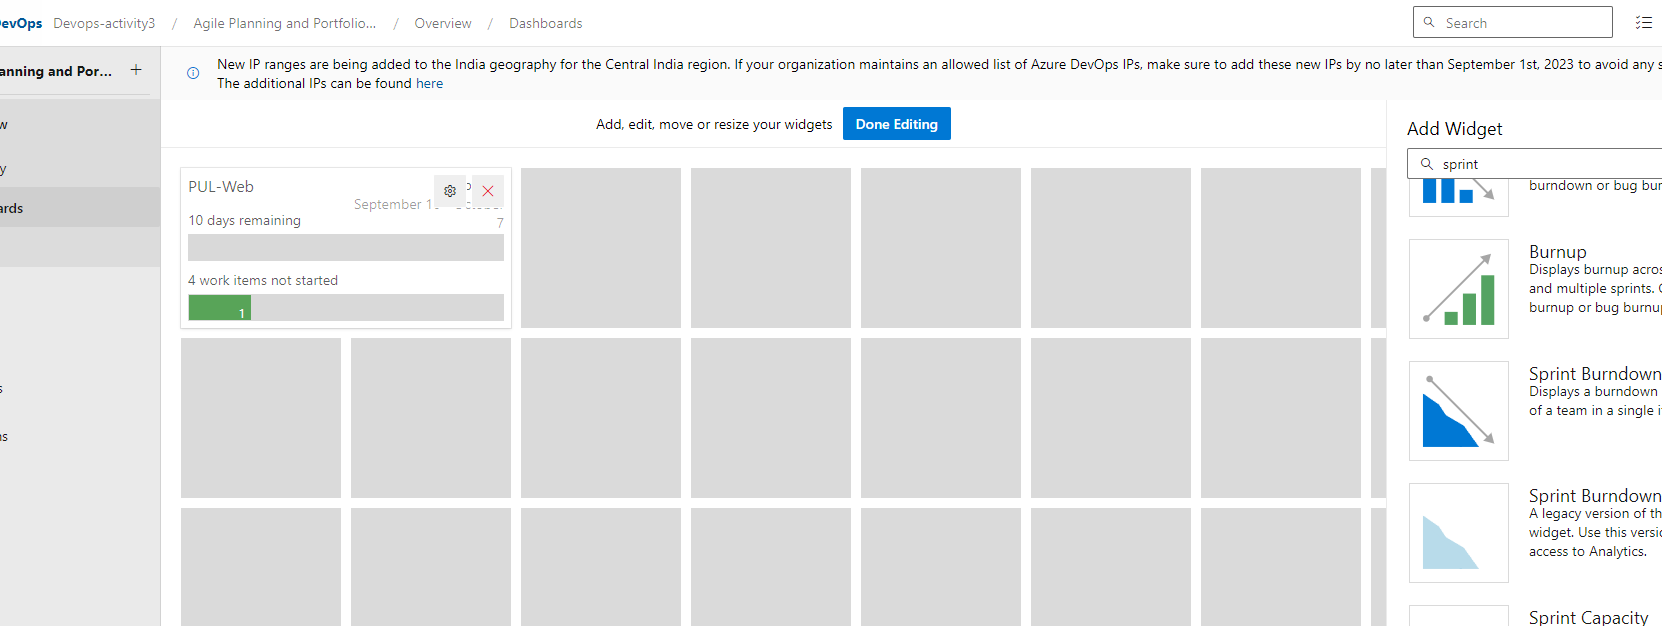 DevOps Devops-activity3 / Agile Planning and Portfolio... / Overview / Dashboards Search
anning and Por... +
New IP ranges are being added to the India geography for the Central India region. If your organization maintains an allowed list of Azure DevOps IPs, make sure to add these new IPs by no later than September 1st, 2023 to avoid any s
The additional IPs can be found here
w
y
ards
s
ns
Add, edit, move or resize your widgets Done Editing
PUL-Web
September 1
7
10 days remaining
4 work items not started
1
Add Widget
sprint
burndown or bug bur
Burnup
Displays burnup acros
and multiple sprints. C
burnup or bug burnup
Sprint Burndown
Displays a burndown
of a team in a single i
Sprint Burndown
A legacy version of th
widget. Use this versio
access to Analytics.
Sprint Capacity